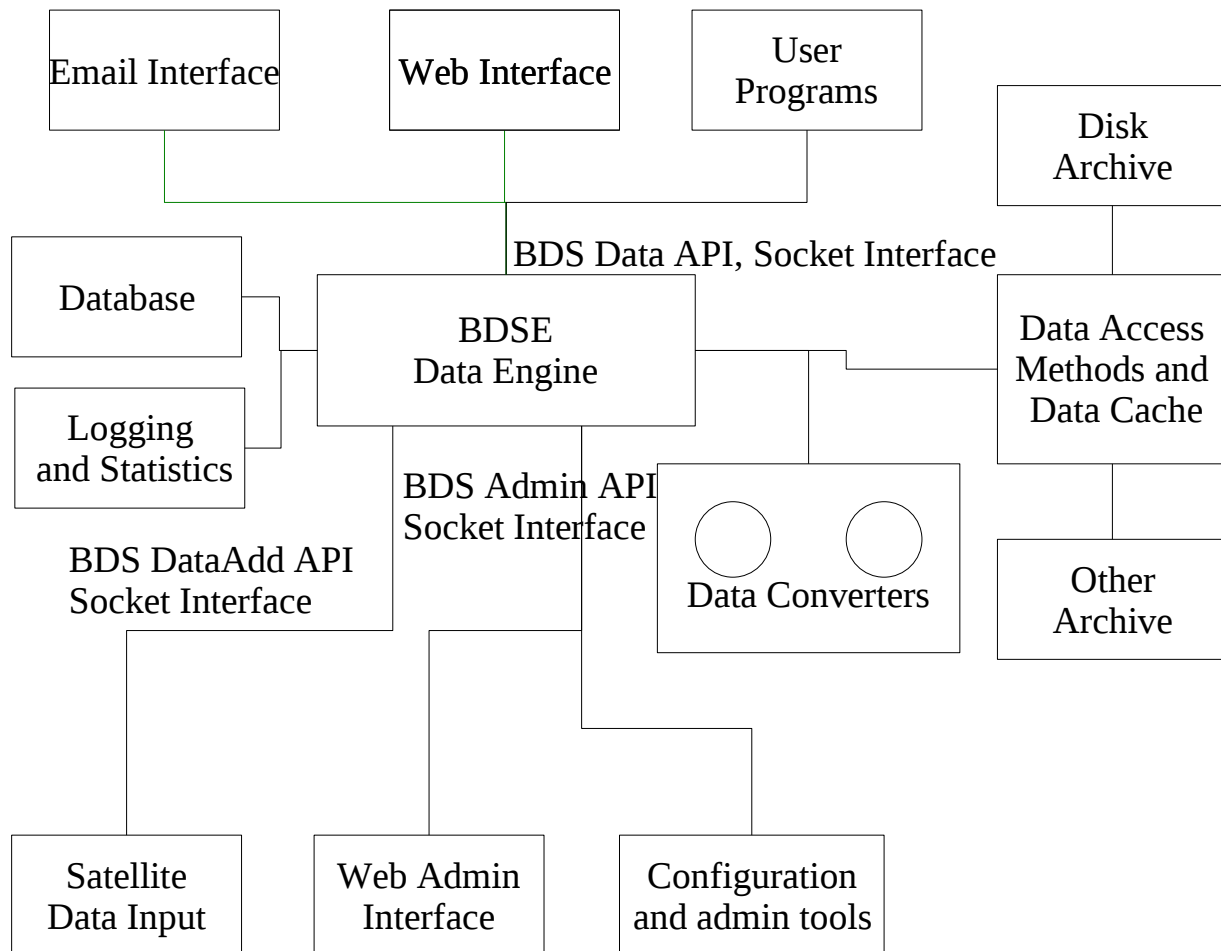 Email Interface
Web Interface
User
Programs
Disk
Archive
BDS Data API, Socket Interface
Database
BDSE
Data Engine
Data Access
Methods and
Data Cache
Logging
and Statistics
BDS Admin API
Socket Interface
BDS DataAdd API
Socket Interface
Data Converters
Other
Archive
Satellite
Data Input
Web Admin
Interface
Configuration
and admin tools